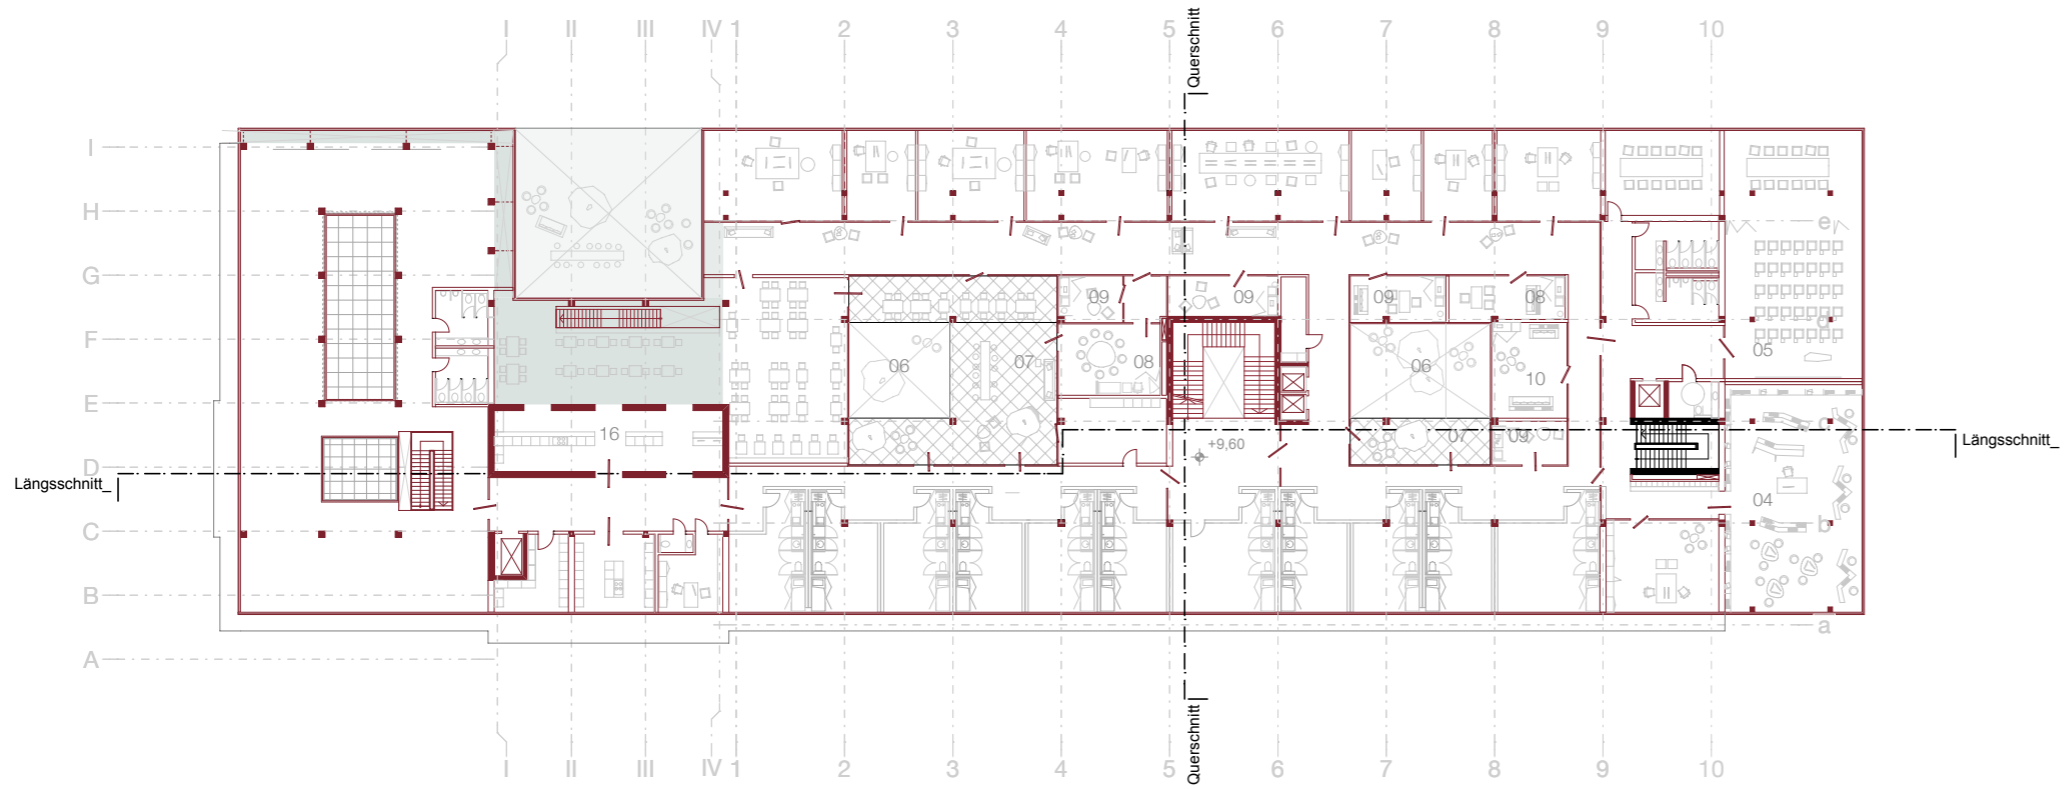 I II III IV 1 2 3 4 5 6 7 8 9 10
Querschnitt
I
H
e
G
09 09 09 08
F
d
06 07 08 06 10 05
E
c
16 +9,60 07 09
D
Längsschnitt_
Längsschnitt_
04
C
b
B
a
A
Querschnitt
I II III IV 1 2 3 4 5 6 7 8 9 10